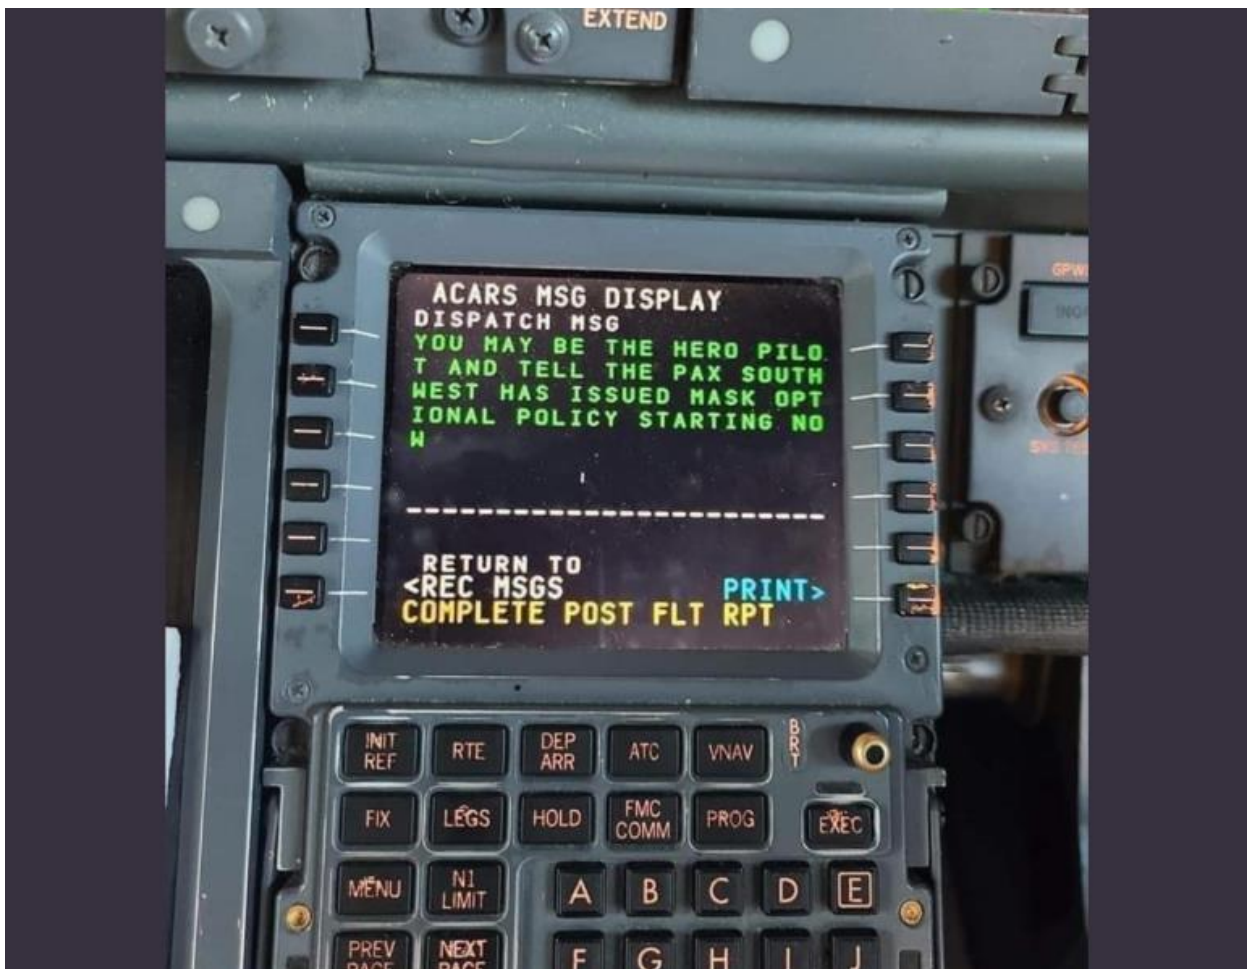 EXTEND
ACARS MSG DISPLAY
DISPATCH MSG
YOU MAY BE THE HERO PILO
T AND TELL THE PAX SOUTH
WEST HAS ISSUED MASK OPT
IONAL POLICY STARTING NO
W
RETURN TO
<REC MSGS PRINT>
COMPLETE POST FLT RPT
INIT REF RTE DEP ARR ATC VNAV BRT
FIX LEGS HOLD FMC COMM PROG EXEC
MENU N1 LIMIT A B C D E
PREV PAGE NEXT PAGE F G H I J